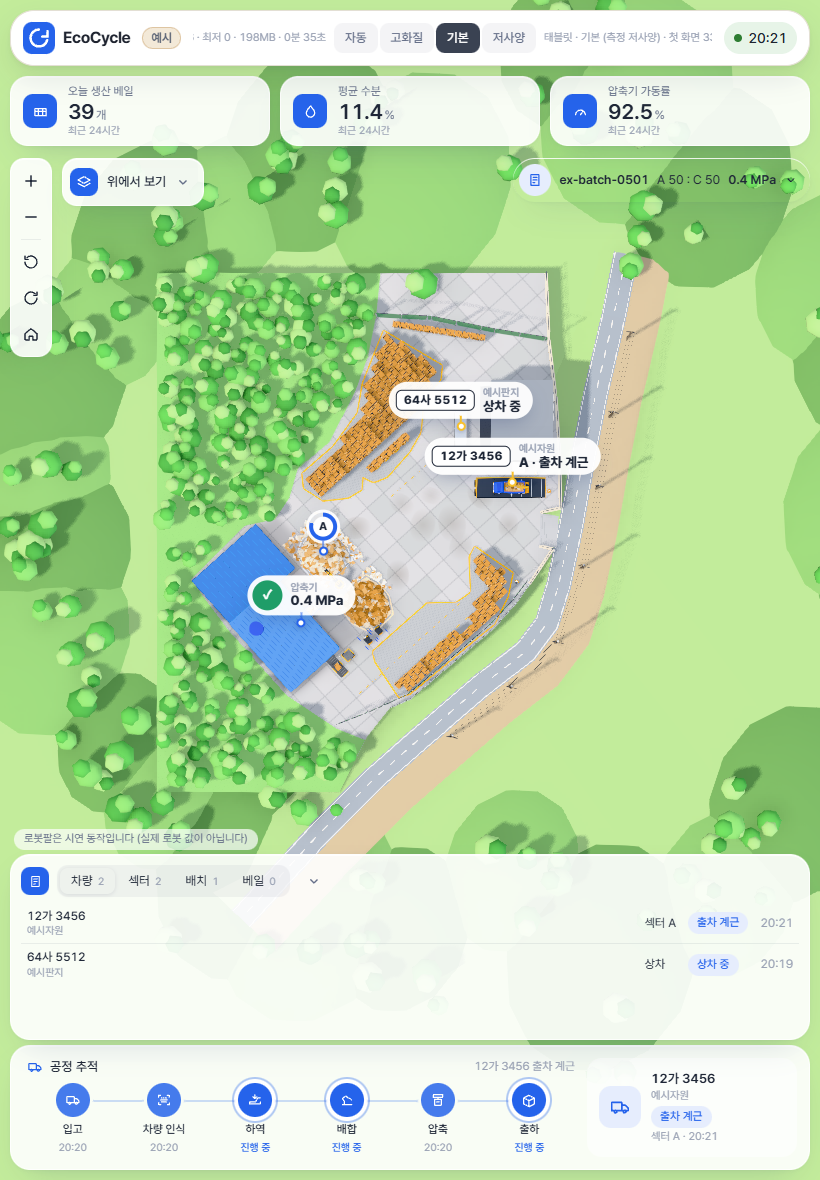 EcoCycle
예시
· 최저 0 · 198MB · 0분 35초
자동
고화질
기본
저사양
태블릿 · 기본 (측정 저사양) · 첫 화면
20:21
오늘 생산 베일
39 개
최근 24시간
평균 수분
11.4 %
최근 24시간
압축기 가동률
92.5 %
최근 24시간
위에서 보기
ex-batch-0501 A 50 : C 50 0.4 MPa
64사 5512
예시판지
상차 중
12가 3456
예시자원
A · 출차 계근
A
압축기
0.4 MPa
로봇팔은 시연 동작입니다 (실제 로봇 값이 아닙니다)
차량 2
섹터 2
배치 1
베일 0
12가 3456
예시자원
섹터 A
출차 계근
20:21
64사 5512
예시판지
상차
상차 중
20:19
공정 추적
12가 3456 출차 계근
입고
20:20
차량 인식
20:20
하역
진행 중
배합
진행 중
압축
20:20
출하
진행 중
12가 3456
예시자원
출차 계근
섹터 A · 20:21